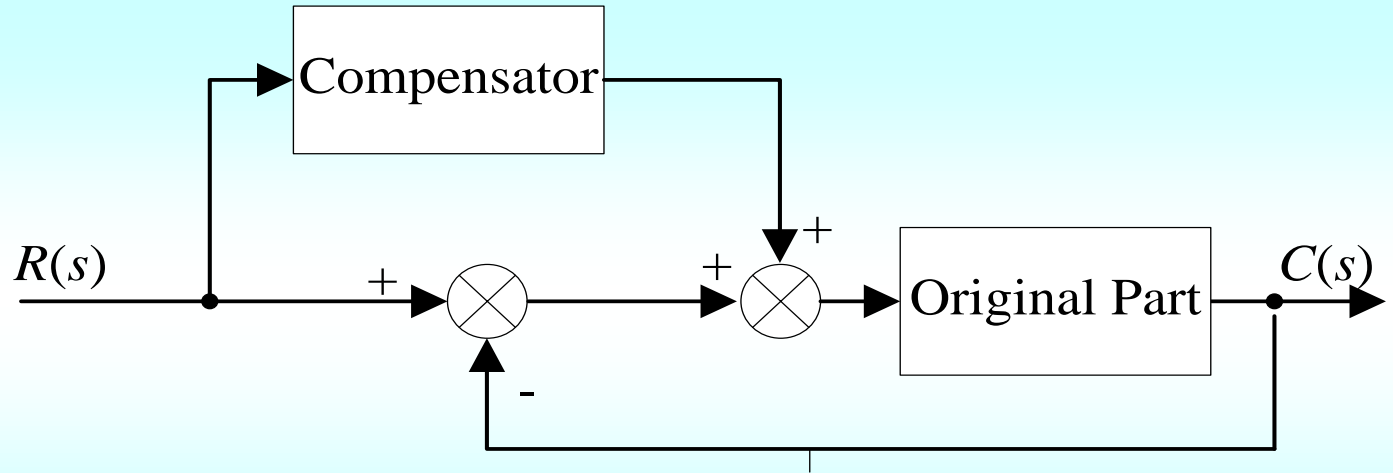 Compensator
+
R(s)
+
+
Original Part
C(s)
-